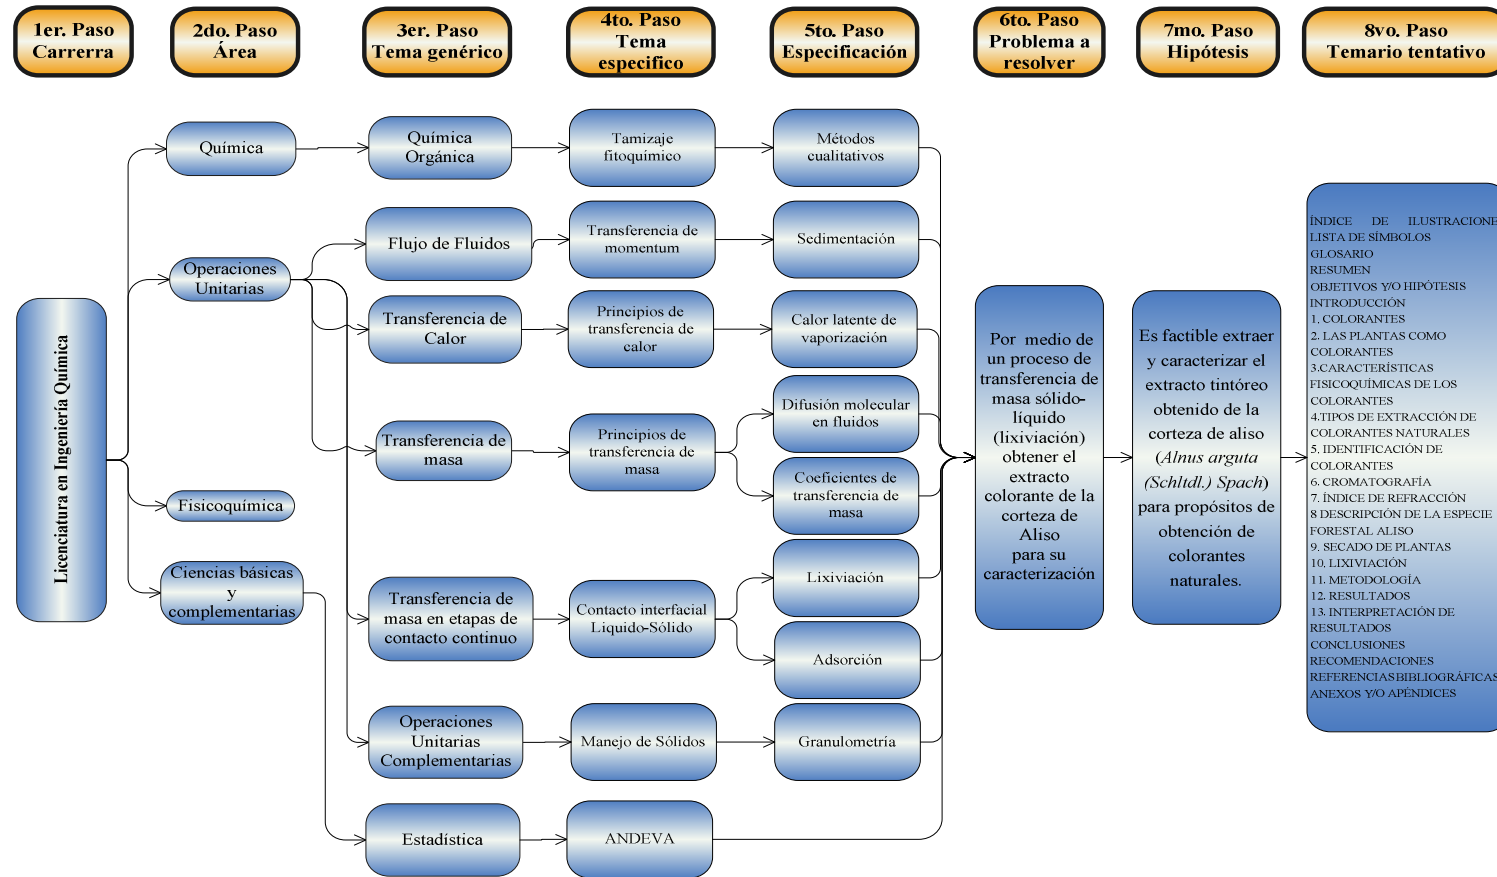 1er. Paso
Carrerra
2do. Paso
Área
3er. Paso
Tema genérico
4to. Paso
Tema
especifico
5to. Paso
Especificación
6to. Paso
Problema a
resolver
7mo. Paso
Hipótesis
8vo. Paso
Temario tentativo
Licenciatura en Ingeniería Química
Química
Operaciones
Unitarias
Fisicoquímica
Ciencias básicas
y
complementarias
Química
Orgánica
Flujo de Fluidos
Transferencia de
Calor
Transferencia de
masa
Transferencia de
masa en etapas de
contacto continuo
Operaciones
Unitarias
Complementarias
Estadística
Tamizaje
fitoquímico
Transferencia de
momentum
Principios de
transferencia de
calor
Principios de
transferencia de
masa
Contacto interfacial
Liquido-Sólido
Manejo de Sólidos
ANDEVA
Métodos
cualitativos
Sedimentación
Calor latente de
vaporización
Difusión molecular
en fluidos
Coeficientes de
transferencia de
masa
Lixiviación
Adsorción
Granulometría
Por medio de
un proceso de
transferencia de
masa sólido-
líquido
(lixiviación)
obtener el
extracto
colorante de la
corteza de
Aliso
para su
caracterización
Es factible extraer
y caracterizar el
extracto tintóreo
obtenido de la
corteza de aliso
(Alnus arguta
(Schltdl.) Spach)
para propósitos de
obtención de
colorantes
naturales.
ÍNDICE DE ILUSTRACIONE
LISTA DE SÍMBOLOS
GLOSARIO
RESUMEN
OBJETIVOS Y/O HIPÓTESIS
INTRODUCCIÓN
1. COLORANTES
2. LAS PLANTAS COMO
COLORANTES
3.CARACTERÍSTICAS
FISICOQUÍMICAS DE LOS
COLORANTES
4.TIPOS DE EXTRACCIÓN DE
COLORANTES NATURALES
5. IDENTIFICACIÓN DE
COLORANTES
6. CROMATOGRAFÍA
7. ÍNDICE DE REFRACCIÓN
8 DESCRIPCIÓN DE LA ESPECIE
FORESTAL ALISO
9. SECADO DE PLANTAS
10. LIXIVIACIÓN
11. METODOLOGÍA
12. RESULTADOS
13. INTERPRETACIÓN DE
RESULTADOS
CONCLUSIONES
RECOMENDACIONES
REFERENCIAS BIBLIOGRÁFICAS
ANEXOS Y/O APÉNDICES